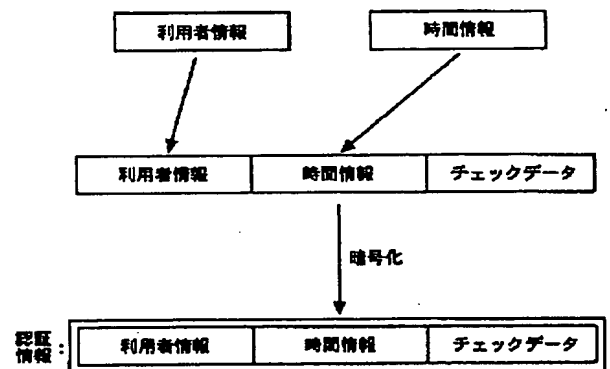 利用者情報
時間情報
利用者情報
時間情報
チェックデータ
暗号化
認証
情報：
利用者情報
時間情報
チェックデータ